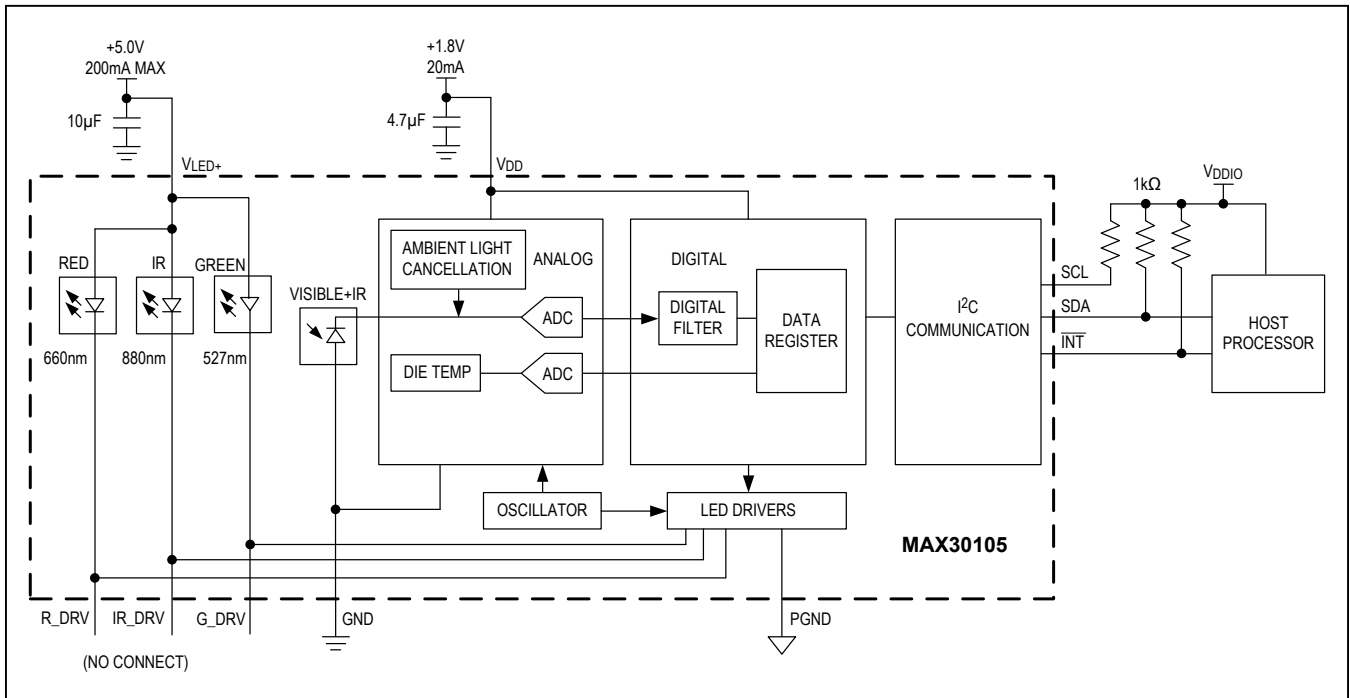 +5.0V
200mA MAX
10µF
VLED+
+1.8V
20mA
4.7µF
VDD
1kΩ
VDDIO
RED
IR
GREEN
660nm
880nm
527nm
VISIBLE+IR
AMBIENT LIGHT
CANCELLATION
ANALOG
ADC
DIE TEMP
ADC
DIGITAL
DIGITAL
FILTER
DATA
REGISTER
I²C
COMMUNICATION
SCL
SDA
INT
HOST
PROCESSOR
OSCILLATOR
LED DRIVERS
MAX30105
R_DRV
IR_DRV
G_DRV
GND
PGND
(NO CONNECT)